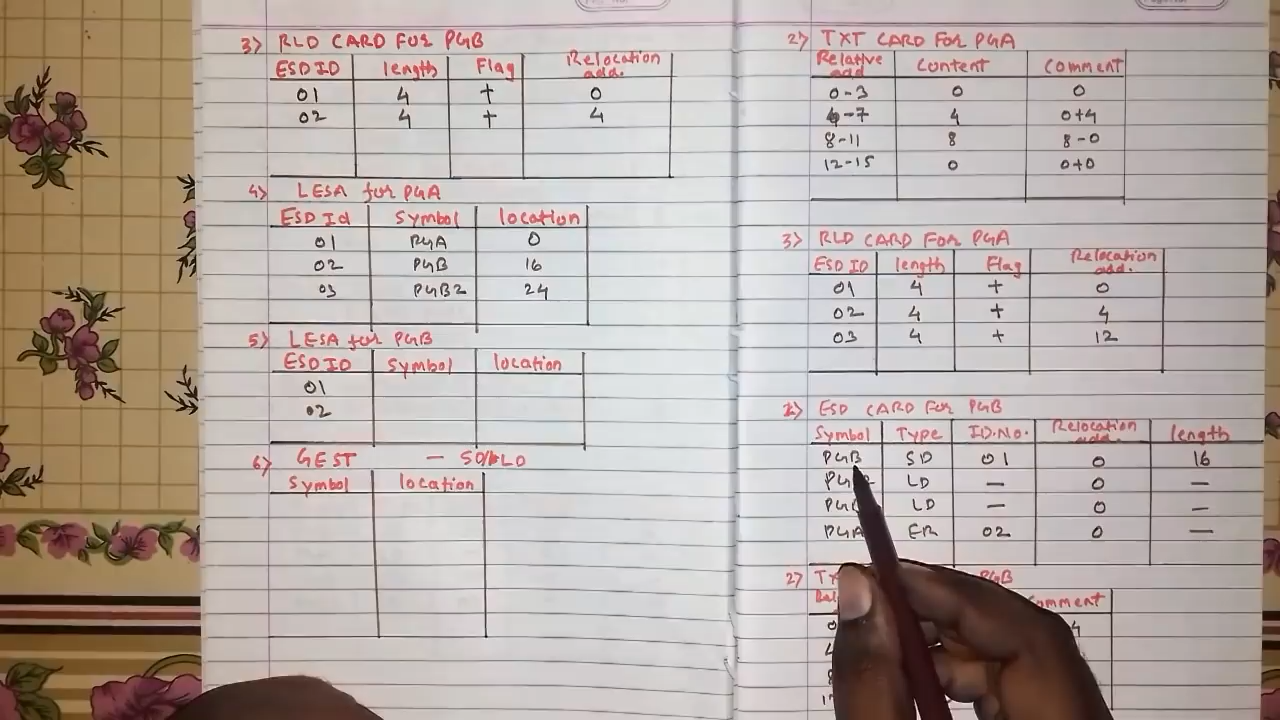 3) RLD CARD FOR PGB
ESD ID length Flag Relocation add.
01 4 + 0
02 4 + 4
4) LESA for PGA
ESD Id Symbol location
01 PGA 0
02 PGB 16
03 PGB2 24
5) LESA for PGB
ESD ID Symbol location
01
02
6) GEST - SD/LD
Symbol location
2) TXT CARD FOR PGA
Relative add Content Comment
0-3 0 0
4-7 4 0+4
8-11 8 8-0
12-15 0 0+0
3) RLD CARD FOR PGA
ESD ID length Flag Relocation add.
01 4 + 0
02 4 + 4
03 4 + 12
ESD CARD FOR PGB
Symbol Type ID.No. Relocation add. length
PGB SD 01 0 16
LD - 0 -
LD - 0 -
PGA ER 02 0 -
2) PGB
Comment